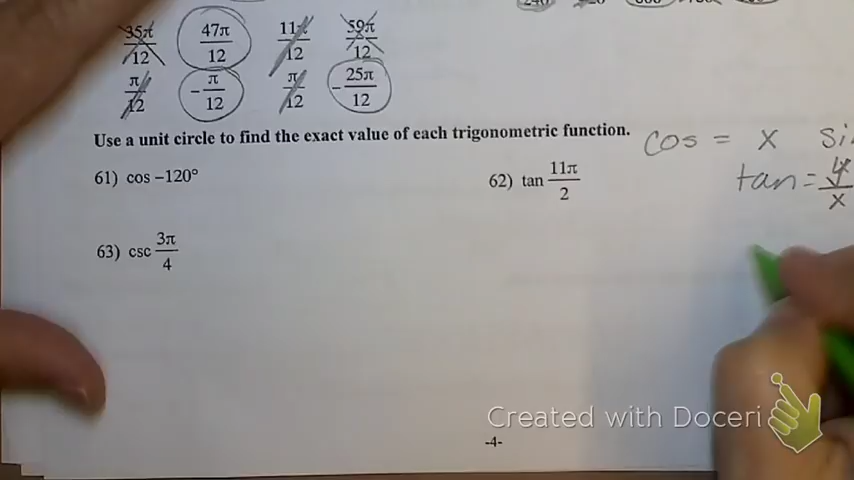 35π/12 47π/12 11π/12 59π/12
π/12 -π/12 π/12 -25π/12
Use a unit circle to find the exact value of each trigonometric function.
cos = x
tan = y/x
61) cos -120°
62) tan 11π/2
63) csc 3π/4
Created with Doceri
-4-